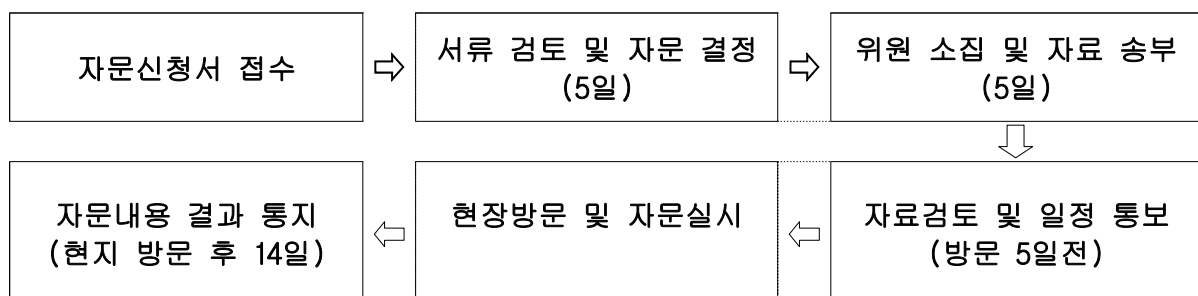 자문신청서 접수
서류 검토 및 자문 결정
(5일)
위원 소집 및 자료 송부
(5일)
자료검토 및 일정 통보
(방문 5일전)
현장방문 및 자문실시
자문내용 결과 통지
(현지 방문 후 14일)